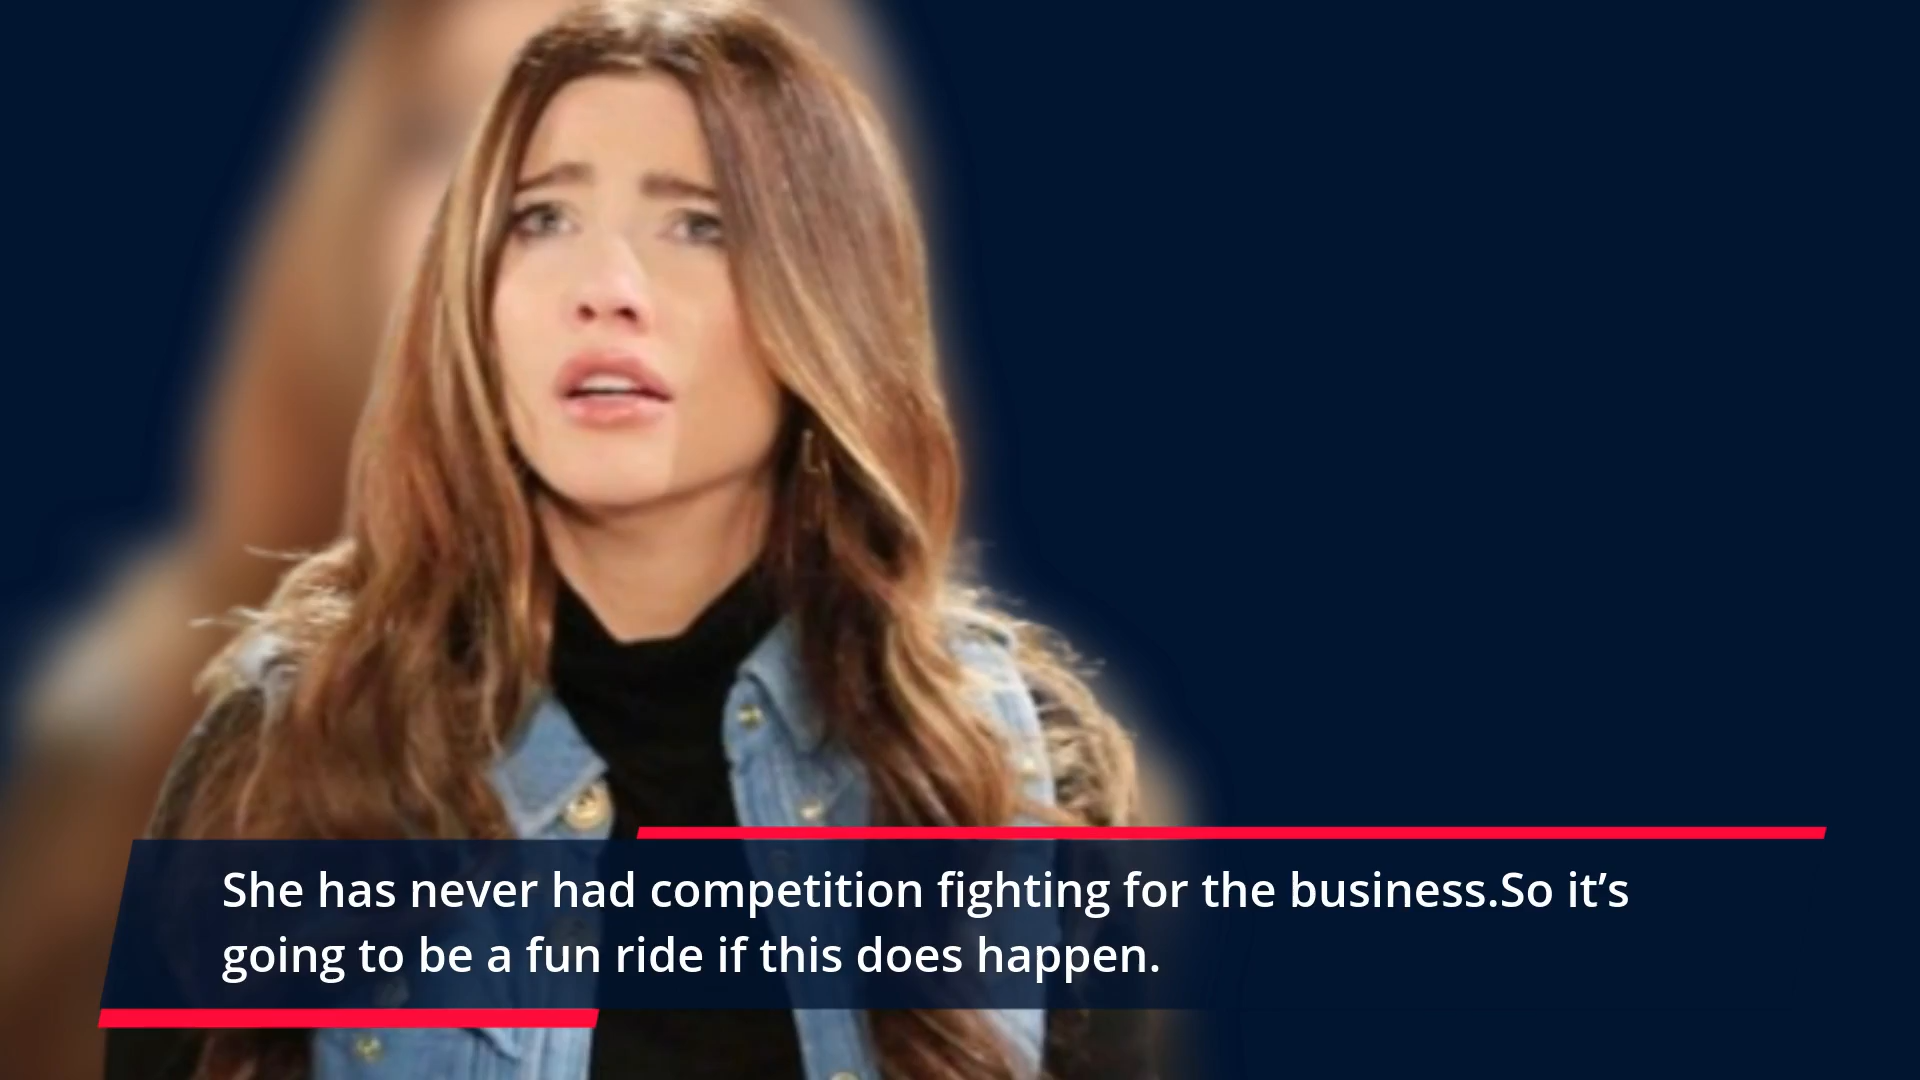 She has never had competition fighting for the business.So it’s
going to be a fun ride if this does happen.